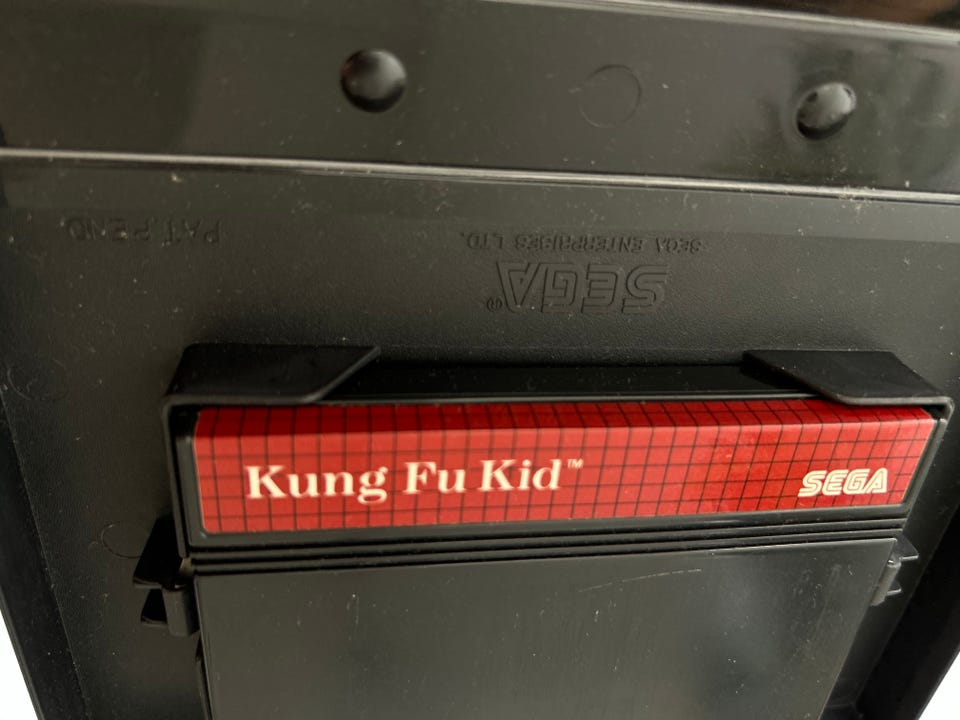 PAT. PEND.
SEGA ENTERPRISES LTD.
SEGA®
Kung Fu Kid™
SEGA